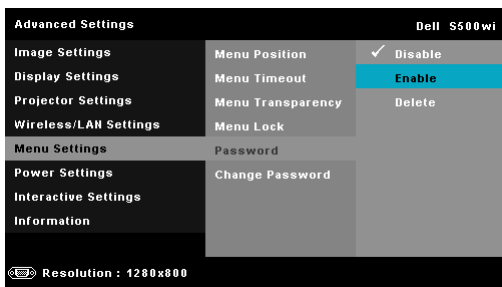 Advanced Settings
Dell S500wi
Image Settings
Display Settings
Projector Settings
Wireless/LAN Settings
Menu Settings
Power Settings
Interactive Settings
Information
Menu Position
Menu Timeout
Menu Transparency
Menu Lock
Password
Change Password
Disable
Enable
Delete
Resolution : 1280x800